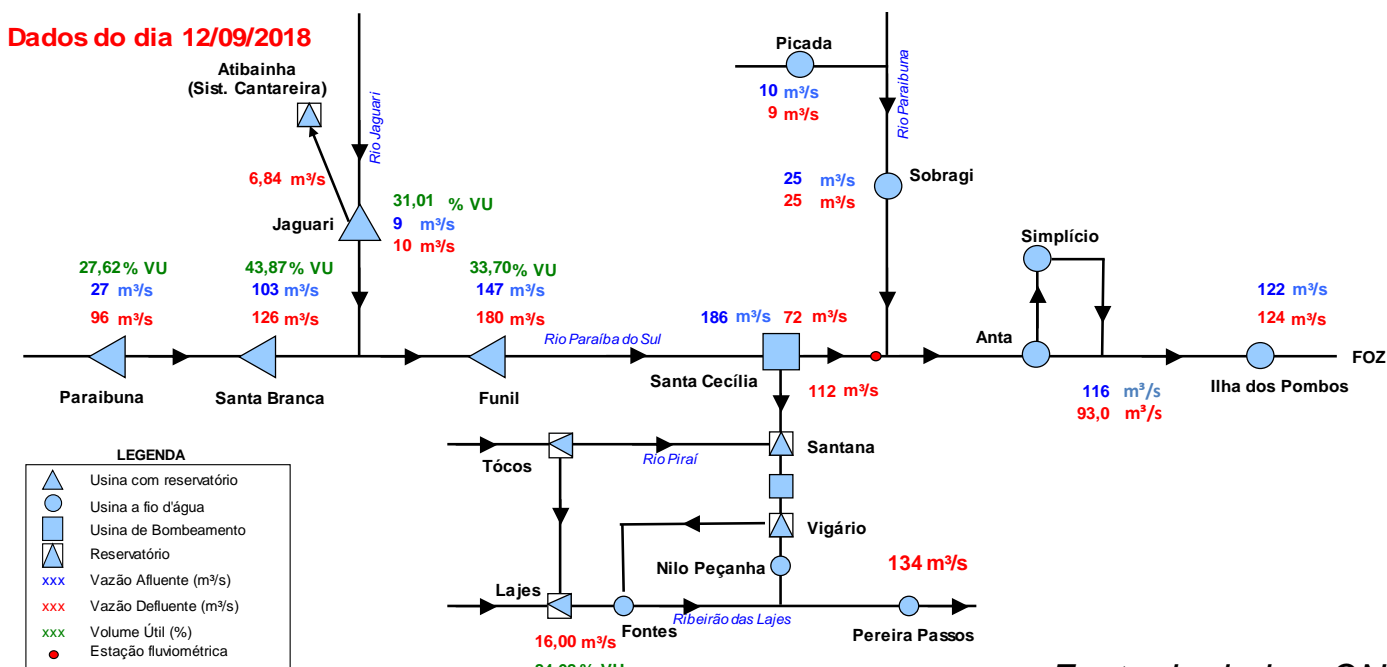 Dados do dia 12/09/2018
Atibainha
(Sist. Cantareira)
Rio Jaguari
6,84 m³/s
Jaguari
31,01 % VU
9 m³/s
10 m³/s
Picada
10 m³/s
9 m³/s
Rio Paraibuna
25 m³/s
25 m³/s
Sobragi
Simplício
27,62% VU
27 m³/s
96 m³/s
43,87% VU
103 m³/s
126 m³/s
33,70% VU
147 m³/s
180 m³/s
Rio Paraíba do Sul
186 m³/s 72 m³/s
122 m³/s
124 m³/s
Anta
FOZ
Paraibuna
Santa Branca
Funil
Santa Cecília
112 m³/s
116 m³/s
93,0 m³/s
Ilha dos Pombos
Tócos
Rio Piraí
Santana
Vigário
Nilo Peçanha
134 m³/s
Lajes
Fontes
Ribeirão das Lajes
Pereira Passos
16,00 m³/s
LEGENDA
Usina com reservatório
Usina a fio d'água
Usina de Bombeamento
Reservatório
xxx Vazão Afluente (m³/s)
xxx Vazão Defluente (m³/s)
xxx Volume Útil (%)
Estação fluviométrica